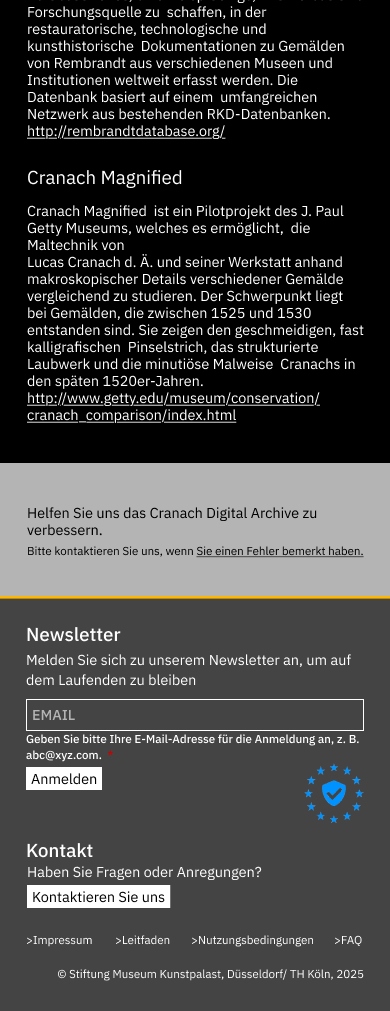 Forschungsquelle zu schaffen, in der
restauratorische, technologische und
kunsthistorische Dokumentationen zu Gemälden
von Rembrandt aus verschiedenen Museen und
Institutionen weltweit erfasst werden. Die
Datenbank basiert auf einem umfangreichen
Netzwerk aus bestehenden RKD-Datenbanken.
http://rembrandtdatabase.org/
Cranach Magnified
Cranach Magnified ist ein Pilotprojekt des J. Paul
Getty Museums, welches es ermöglicht, die
Maltechnik von
Lucas Cranach d. Ä. und seiner Werkstatt anhand
makroskopischer Details verschiedener Gemälde
vergleichend zu studieren. Der Schwerpunkt liegt
bei Gemälden, die zwischen 1525 und 1530
entstanden sind. Sie zeigen den geschmeidigen, fast
kalligrafischen Pinselstrich, das strukturierte
Laubwerk und die minutiöse Malweise Cranachs in
den späten 1520er-Jahren.
http://www.getty.edu/museum/conservation/
cranach_comparison/index.html
Helfen Sie uns das Cranach Digital Archive zu
verbessern.
Bitte kontaktieren Sie uns, wenn Sie einen Fehler bemerkt haben.
Newsletter
Melden Sie sich zu unserem Newsletter an, um auf
dem Laufenden zu bleiben
EMAIL
Geben Sie bitte Ihre E-Mail-Adresse für die Anmeldung an, z. B.
abc@xyz.com. *
Anmelden
Kontakt
Haben Sie Fragen oder Anregungen?
Kontaktieren Sie uns
>Impressum >Leitfaden >Nutzungsbedingungen >FAQ
© Stiftung Museum Kunstpalast, Düsseldorf/ TH Köln, 2025